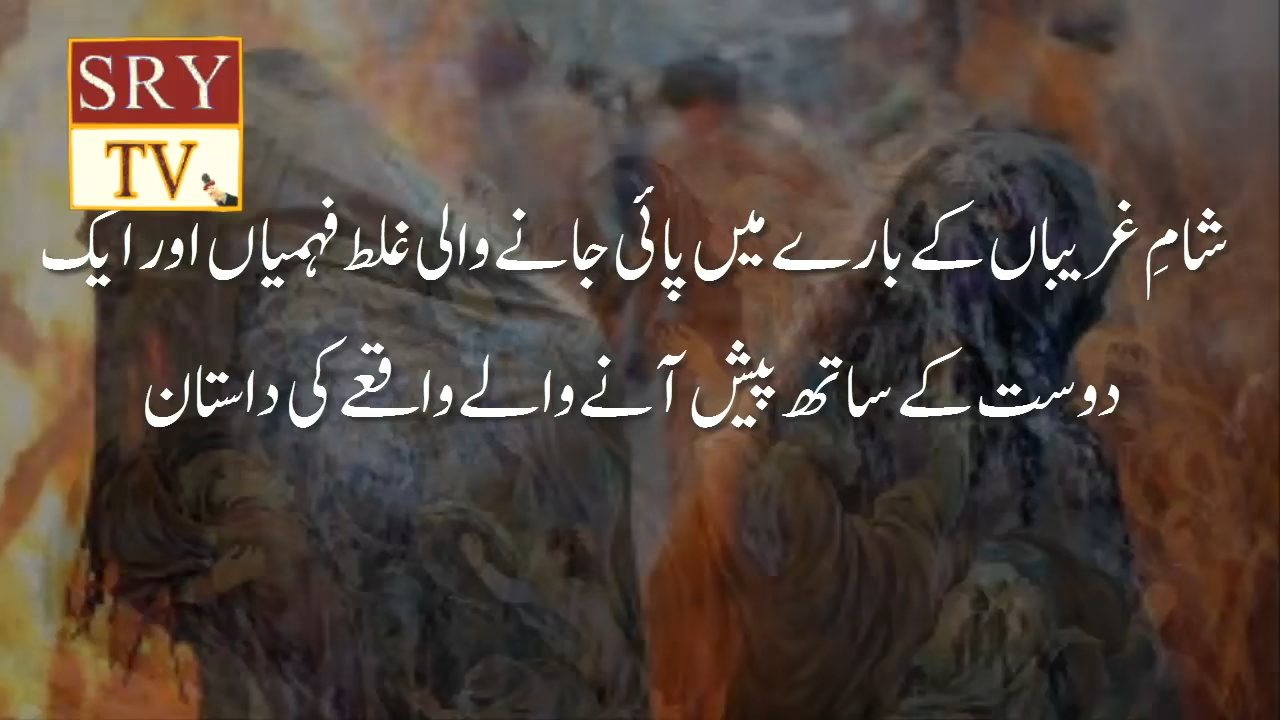 SRY
TV
شامِ غریباں کے بارے میں پائی جانے والی غلط فہمیاں اور ایک
دوست کے ساتھ پیش آنے والے واقعے کی داستان